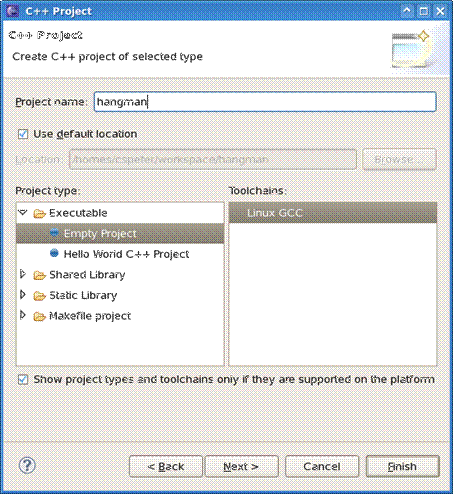 C++ Project
C++ Project
Create C++ project of selected type
Project name: hangman
Use default location
Location: /homes/cspeter/workspace/hangman Browse...
Project type: Toolchains:
Executable Linux GCC
Empty Project
Hello World C++ Project
Shared Library
Static Library
Makefile project
Show project types and toolchains only if they are supported on the platform
? < Back Next > Cancel Finish